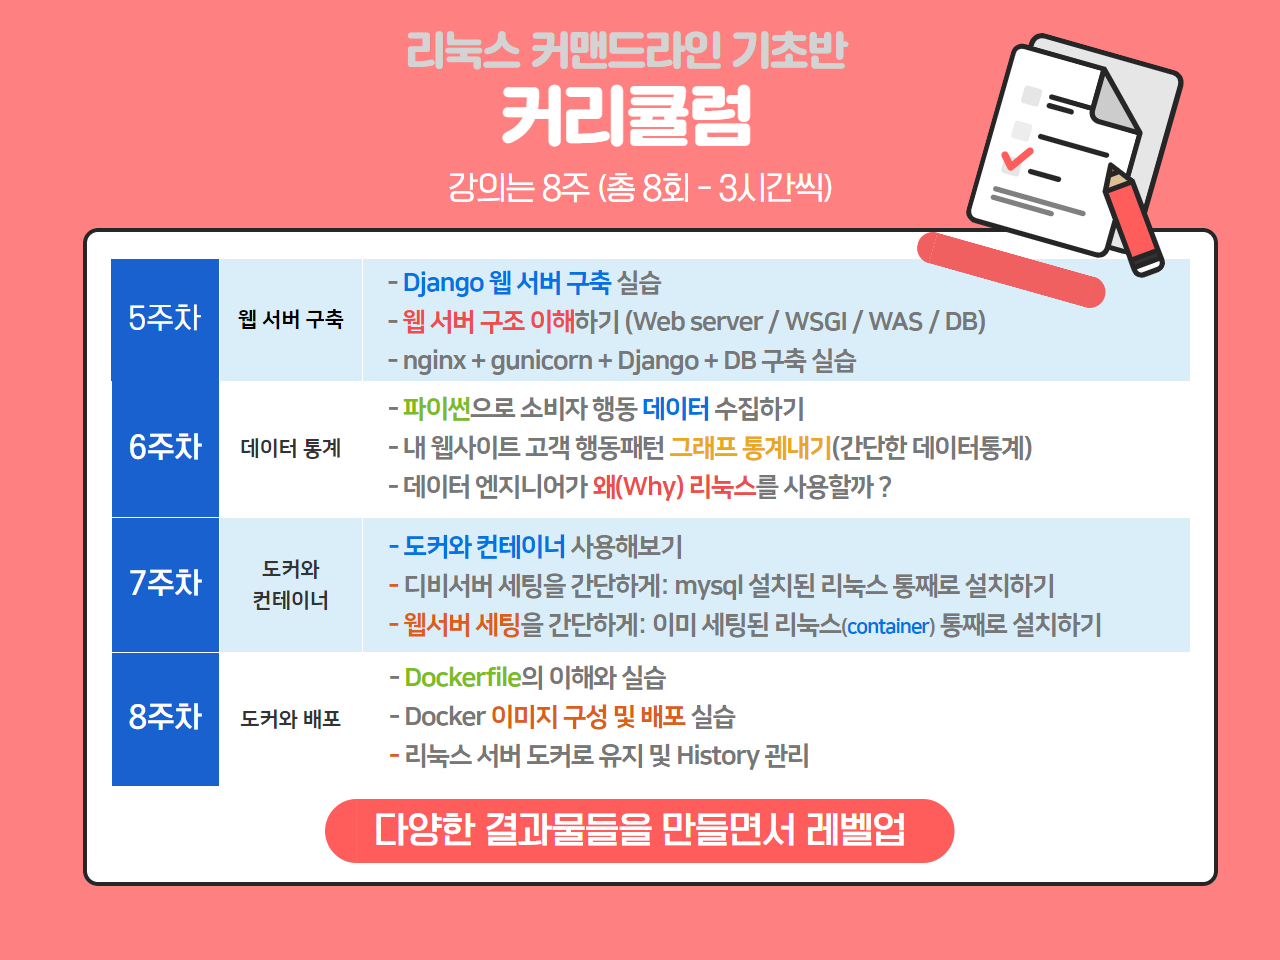 리눅스 커맨드라인 기초반
커리큘럼
강의는 8주 (총 8회 - 3시간씩)
5주차
웹 서버 구축
- Django 웹 서버 구축 실습
- 웹 서버 구조 이해하기 (Web server / WSGI / WAS / DB)
- nginx + gunicorn + Django + DB 구축 실습
6주차
데이터 통계
- 파이썬으로 소비자 행동 데이터 수집하기
- 내 웹사이트 고객 행동패턴 그래프 통계내기(간단한 데이터통계)
- 데이터 엔지니어가 왜(Why) 리눅스를 사용할까 ?
7주차
도커와
컨테이너
- 도커와 컨테이너 사용해보기
- 디비서버 세팅을 간단하게: mysql 설치된 리눅스 통째로 설치하기
- 웹서버 세팅을 간단하게: 이미 세팅된 리눅스(container) 통째로 설치하기
8주차
도커와 배포
- Dockerfile의 이해와 실습
- Docker 이미지 구성 및 배포 실습
- 리눅스 서버 도커로 유지 및 History 관리
다양한 결과물들을 만들면서 레벨업